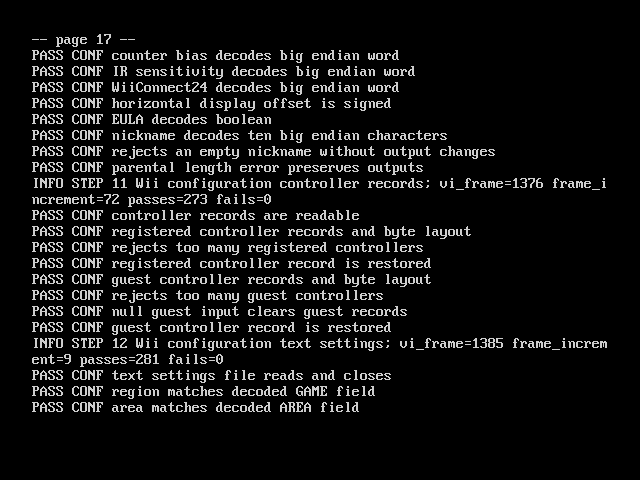 -- page 17 --
PASS CONF counter bias decodes big endian word
PASS CONF IR sensitivity decodes big endian word
PASS CONF WiiConnect24 decodes big endian word
PASS CONF horizontal display offset is signed
PASS CONF EULA decodes boolean
PASS CONF nickname decodes ten big endian characters
PASS CONF rejects an empty nickname without output changes
PASS CONF parental length error preserves outputs
INFO STEP 11 Wii configuration controller records; vi_frame=1376 frame_i
ncrement=72 passes=273 fails=0
PASS CONF controller records are readable
PASS CONF registered controller records and byte layout
PASS CONF rejects too many registered controllers
PASS CONF registered controller record is restored
PASS CONF guest controller records and byte layout
PASS CONF rejects too many guest controllers
PASS CONF null guest input clears guest records
PASS CONF guest controller record is restored
INFO STEP 12 Wii configuration text settings; vi_frame=1385 frame_increm
ent=9 passes=281 fails=0
PASS CONF text settings file reads and closes
PASS CONF region matches decoded GAME field
PASS CONF area matches decoded AREA field